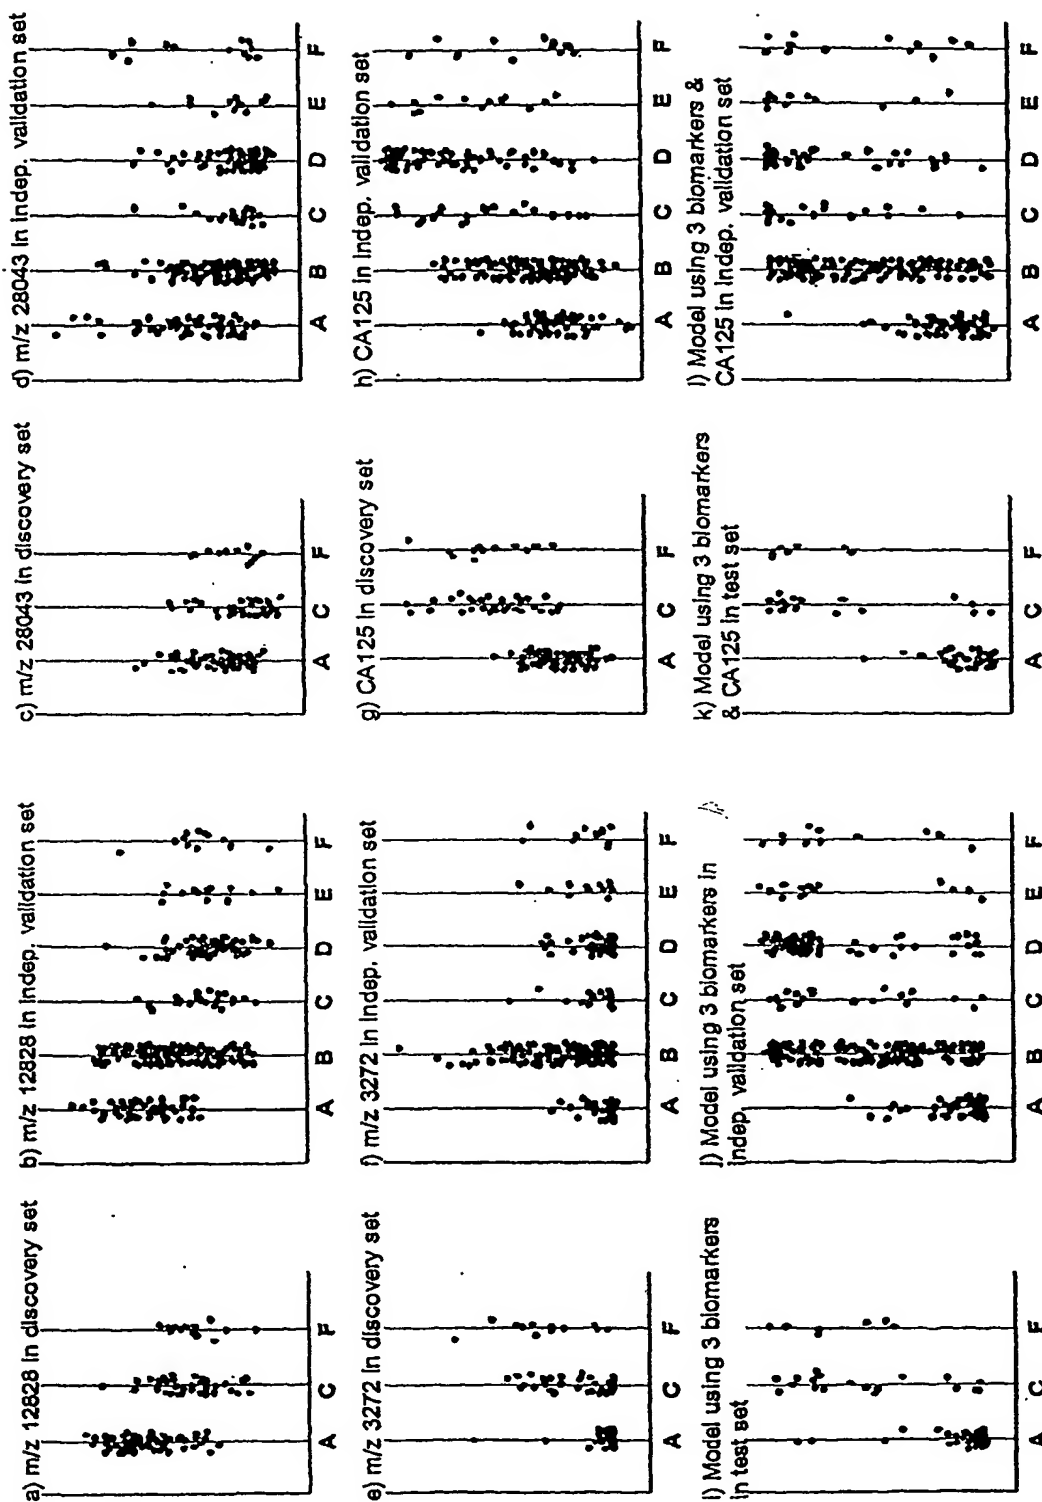 a) m/z 12828 in discovery set
A C F
b) m/z 12828 in indep. validation set
A B C D E F
c) m/z 28043 in discovery set
A C F
d) m/z 28043 in indep. validation set
A B C D E F
e) m/z 3272 in discovery set
A C F
f) m/z 3272 in indep. validation set
A B C D E F
g) CA125 in discovery set
A C F
h) CA125 in indep. validation set
A B C D E F
i) Model using 3 biomarkers
in test set
A C F
j) Model using 3 biomarkers in
indep. validation set
A B C D E F
k) Model using 3 biomarkers
& CA125 in test set
A C F
l) Model using 3 biomarkers &
CA125 in indep. validation set
A B C D E F